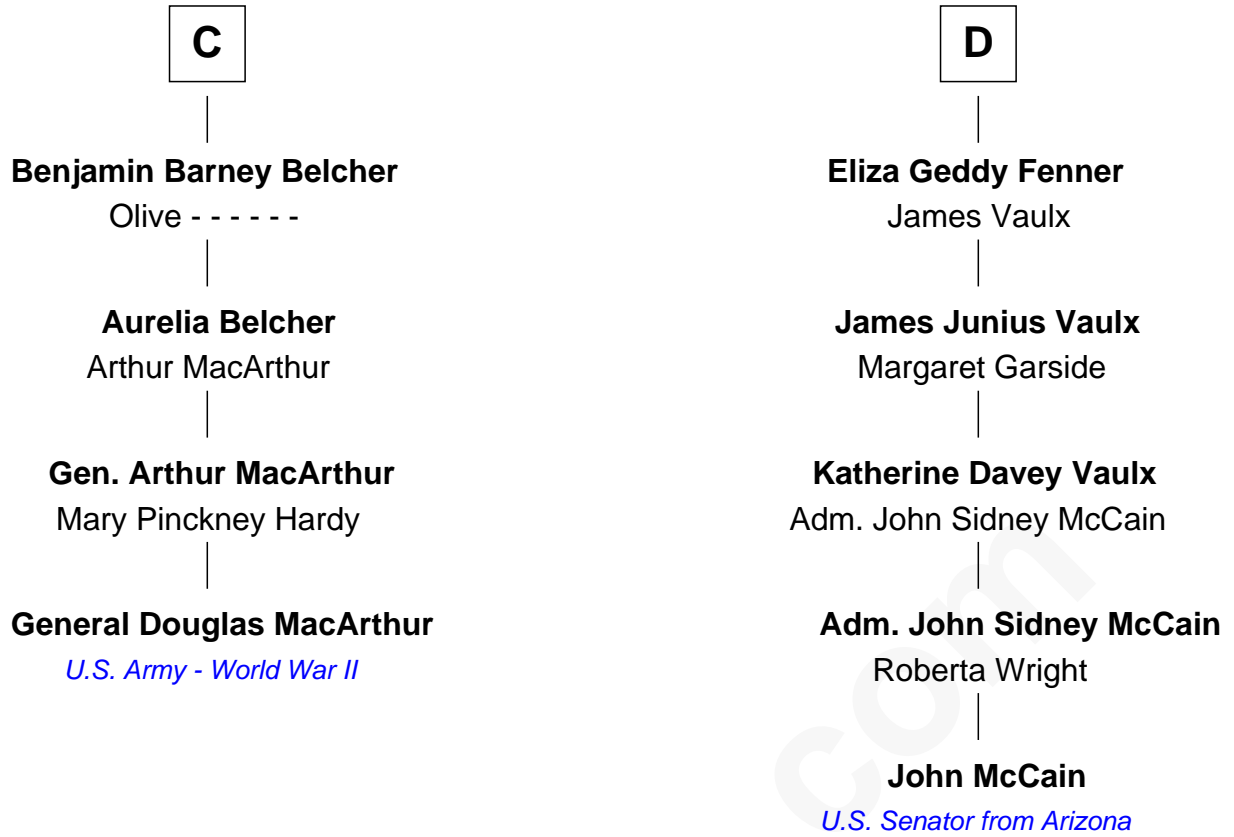 C
Benjamin Barney Belcher
Olive - - - - - -
Aurelia Belcher
Arthur MacArthur
Gen. Arthur MacArthur
Mary Pinckney Hardy
General Douglas MacArthur
U.S. Army - World War II
D
Eliza Geddy Fenner
James Vaulx
James Junius Vaulx
Margaret Garside
Katherine Davey Vaulx
Adm. John Sidney McCain
Adm. John Sidney McCain
Roberta Wright
John McCain
U.S. Senator from Arizona
com